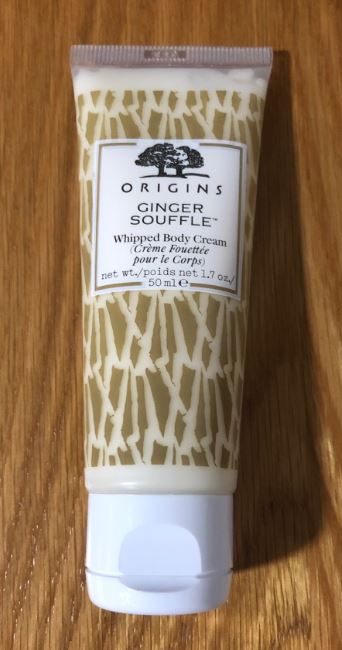 ORIGINS
GINGER
SOUFFLE™
Whipped Body Cream
(Crème Fouettée
pour le Corps)
net wt./poids net 1.7 oz./
50 ml ℮